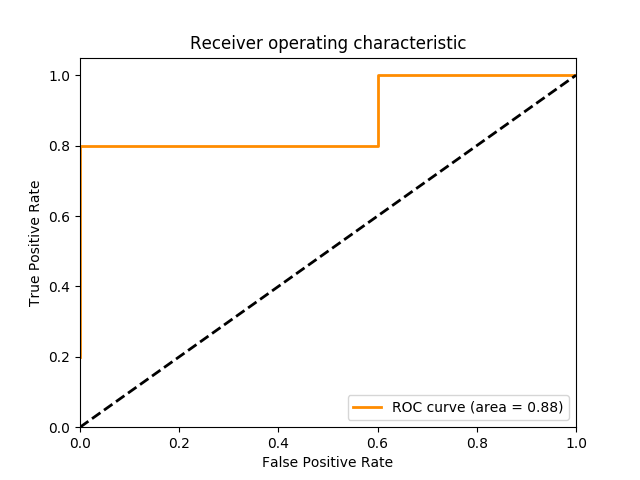 Receiver operating characteristic
True Positive Rate
1.0
0.8
0.6
0.4
0.2
0.0
ROC curve (area = 0.88)
0.0 0.2 0.4 0.6 0.8 1.0
False Positive Rate